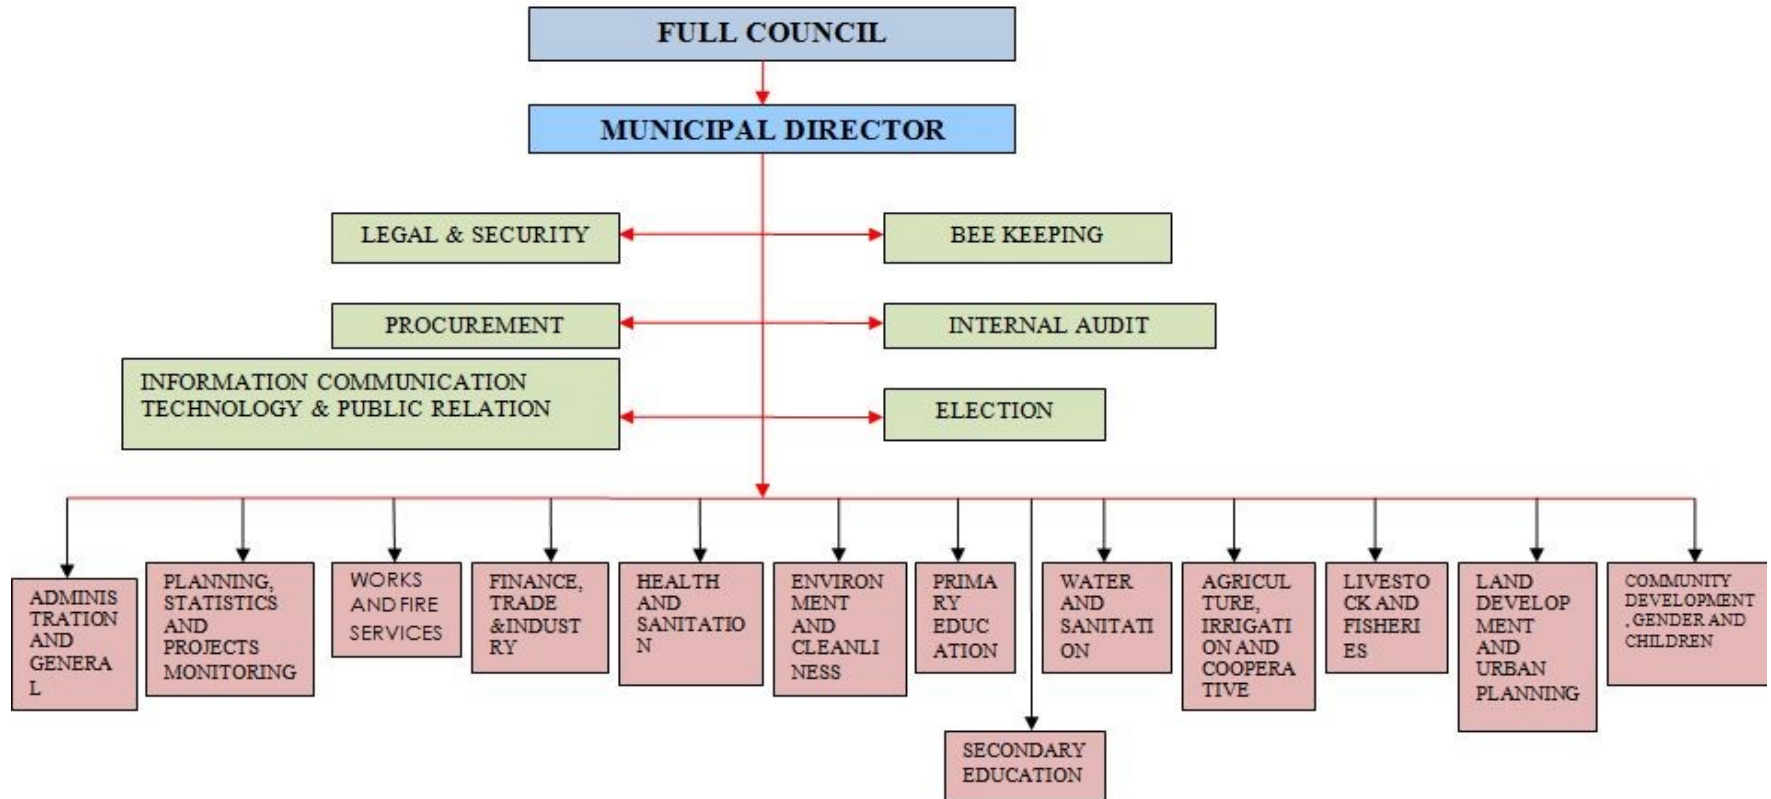 FULL COUNCIL
MUNICIPAL DIRECTOR
LEGAL & SECURITY
BEE KEEPING
PROCUREMENT
INTERNAL AUDIT
INFORMATION COMMUNICATION
TECHNOLOGY & PUBLIC RELATION
ELECTION
ADMINIS
TRATION
AND
GENERA
L
PLANNING,
STATISTICS
AND
PROJECTS
MONITORING
WORKS
AND FIRE
SERVICES
FINANCE,
TRADE
&INDUST
RY
HEALTH
AND
SANITATIO
N
ENVIRON
MENT
AND
CLEANLI
NESS
PRIMA
RY
EDUC
ATION
WATER
AND
SANITATI
ON
AGRICUL
TURE,
IRRIGATI
ON AND
COOPERA
TIVE
LIVESTO
CK AND
FISHERI
ES
LAND
DEVELOP
MENT
AND
URBAN
PLANNING
COMMUNITY
DEVELOPMENT
, GENDER AND
CHILDREN
SECONDARY
EDUCATION